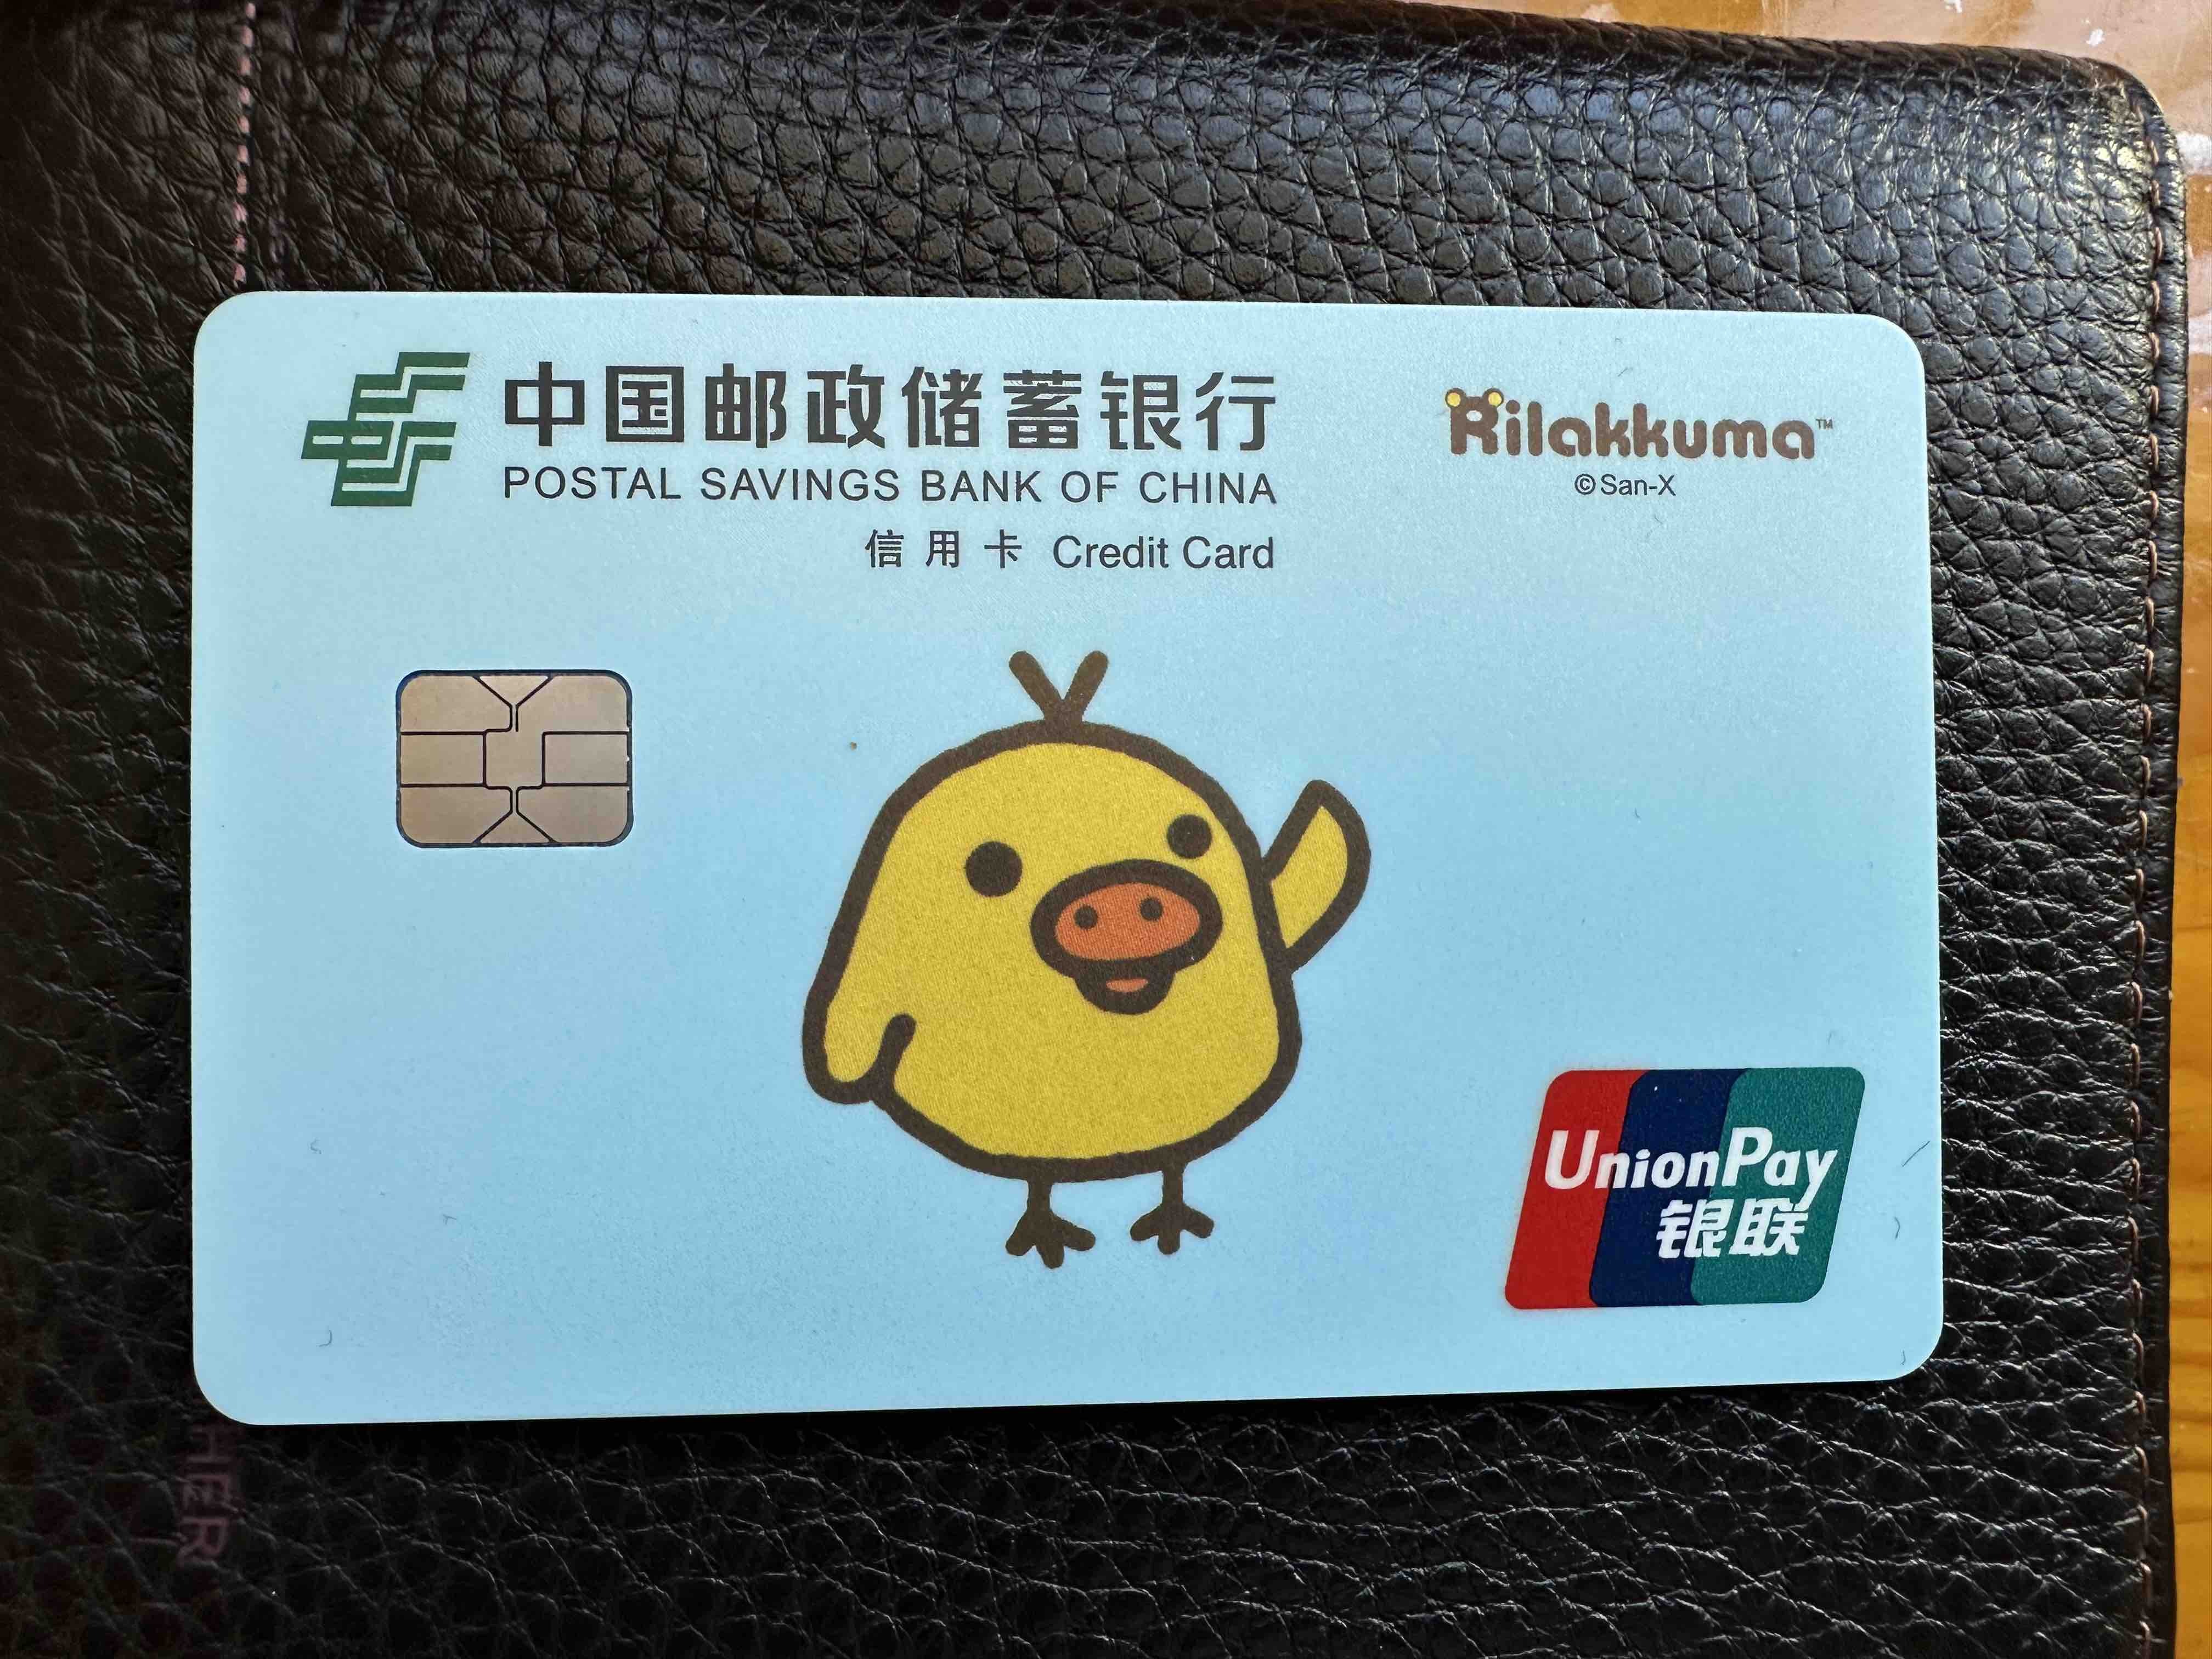 中国邮政储蓄银行
POSTAL SAVINGS BANK OF CHINA
信用卡 Credit Card
Rilakkuma™
©San-X
UnionPay
银联
HER